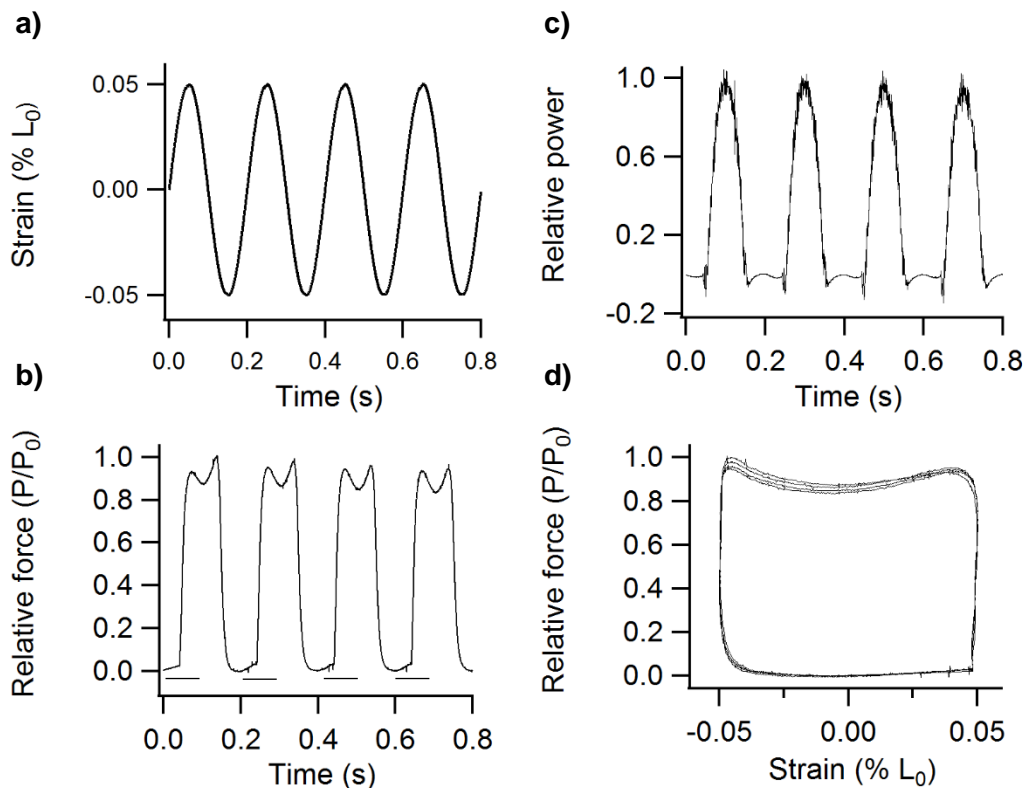 a)
Strain (% L0)
0.05
0.00
-0.05
0.0 0.2 0.4 0.6 0.8
Time (s)
c)
Relative power
1.0
0.6
0.2
-0.2
0.0 0.2 0.4 0.6 0.8
Time (s)
b)
Relative force (P/P0)
1.0
0.8
0.6
0.4
0.2
0.0
0.0 0.2 0.4 0.6 0.8
Time (s)
d)
Relative force (P/P0)
1.0
0.8
0.6
0.4
0.2
0.0
-0.05 0.00 0.05
Strain (% L0)